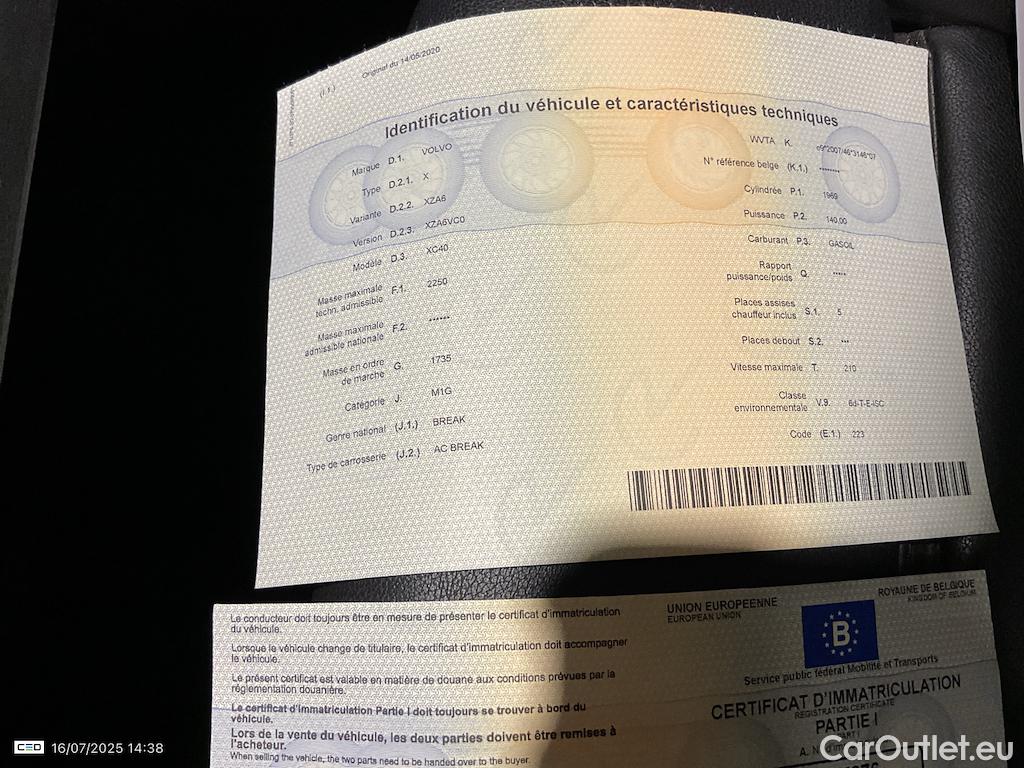 Original du 14/05/2020
(I.1.)
Identification du véhicule et caractéristiques techniques
Marque D.1. VOLVO
Type D.2.1. X
Variante D.2.2. XZA6
Version D.2.3. XZA6VC0
Modèle D.3. XC40
Masse maximale
techn. admissible F.1. 2250
Masse maximale
admissible nationale F.2. ******
Masse en ordre
de marche G. 1735
Catégorie J. M1G
Genre national (J.1.) BREAK
Type de carrosserie (J.2.) AC BREAK
WVTA K. e9*2007/46*3146*07
N° référence belge (K.1.) ********
Cylindrée P.1. 1969
Puissance P.2. 140.00
Carburant P.3. GASOIL
Rapport
puissance/poids Q. *****
Places assises
chauffeur inclus S.1. 5
Places debout S.2. ***
Vitesse maximale T. 210
Classe
environnementale V.9. 6d-T-E-ISC
Code (E.1.) 223
Le conducteur doit toujours être en mesure de présenter le certificat d'immatriculation
du véhicule.
Lorsque le véhicule change de titulaire, le certificat d'immatriculation doit accompagner
le véhicule.
Le présent certificat est valable en matière de douane aux conditions prévues par la
réglementation douanière.
Le certificat d'immatriculation Partie I doit toujours se trouver à bord du
véhicule.
Lors de la vente du véhicule, les deux parties doivent être remises à
l'acheteur.
When selling the vehicle, the two parts need to be handed over to the buyer.
UNION EUROPEENNE
EUROPEAN UNION
B
ROYAUME DE BELGIQUE
KINGDOM OF BELGIUM
Service public fédéral Mobilité et Transports
CERTIFICAT D'IMMATRICULATION
REGISTRATION CERTIFICATE
PARTIE I
PART I
A.
CarOutlet.eu
16/07/2025 14:38